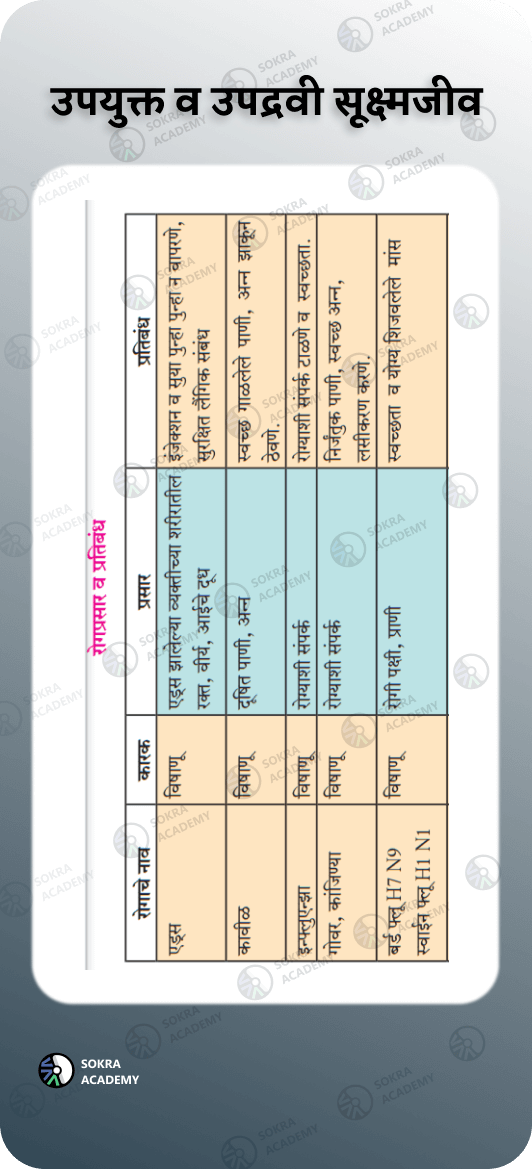 उपयुक्त व उपद्रवी सूक्ष्मजीव
रोगप्रसार व प्रतिबंध
रोगाचे नाव कारक प्रसार प्रतिबंध
एड्स विषाणू एड्स झालेल्या व्यक्तीच्या शरीरातील इंजेक्शन व सुया पुन्हा पुन्हा न वापरणे,
रक्त, वीर्य, आईचे दूध सुरक्षित लैंगिक संबंध
कावीळ विषाणू दूषित पाणी, अन्न स्वच्छ गाळलेले पाणी, अन्न झाकून
ठेवणे.
इन्फ्लुएन्झा विषाणू रोग्याशी संपर्क रोग्याशी संपर्क टाळणे व स्वच्छता.
गोवर, कांजिण्या विषाणू रोग्याशी संपर्क निर्जंतुक पाणी, स्वच्छ अन्न,
लसीकरण करणे.
बर्ड फ्लू H7 N9 विषाणू रोगी पक्षी, प्राणी स्वच्छता व योग्य शिजवलेले मांस
स्वाईन फ्लू H1 N1
SOKRA
ACADEMY